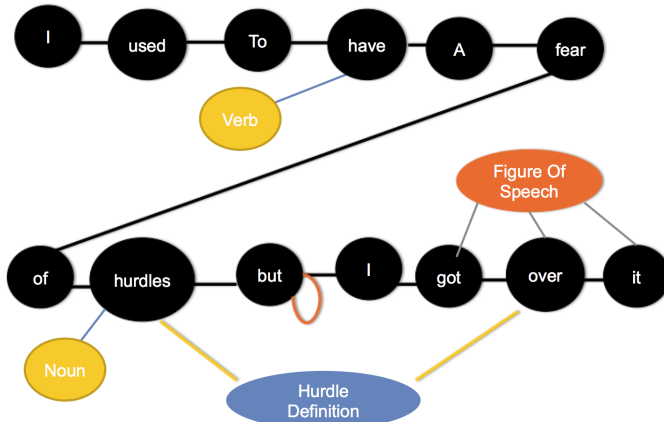 I used To have A fear
Verb
Figure Of
Speech
of hurdles but I got over it
Noun
Hurdle
Definition